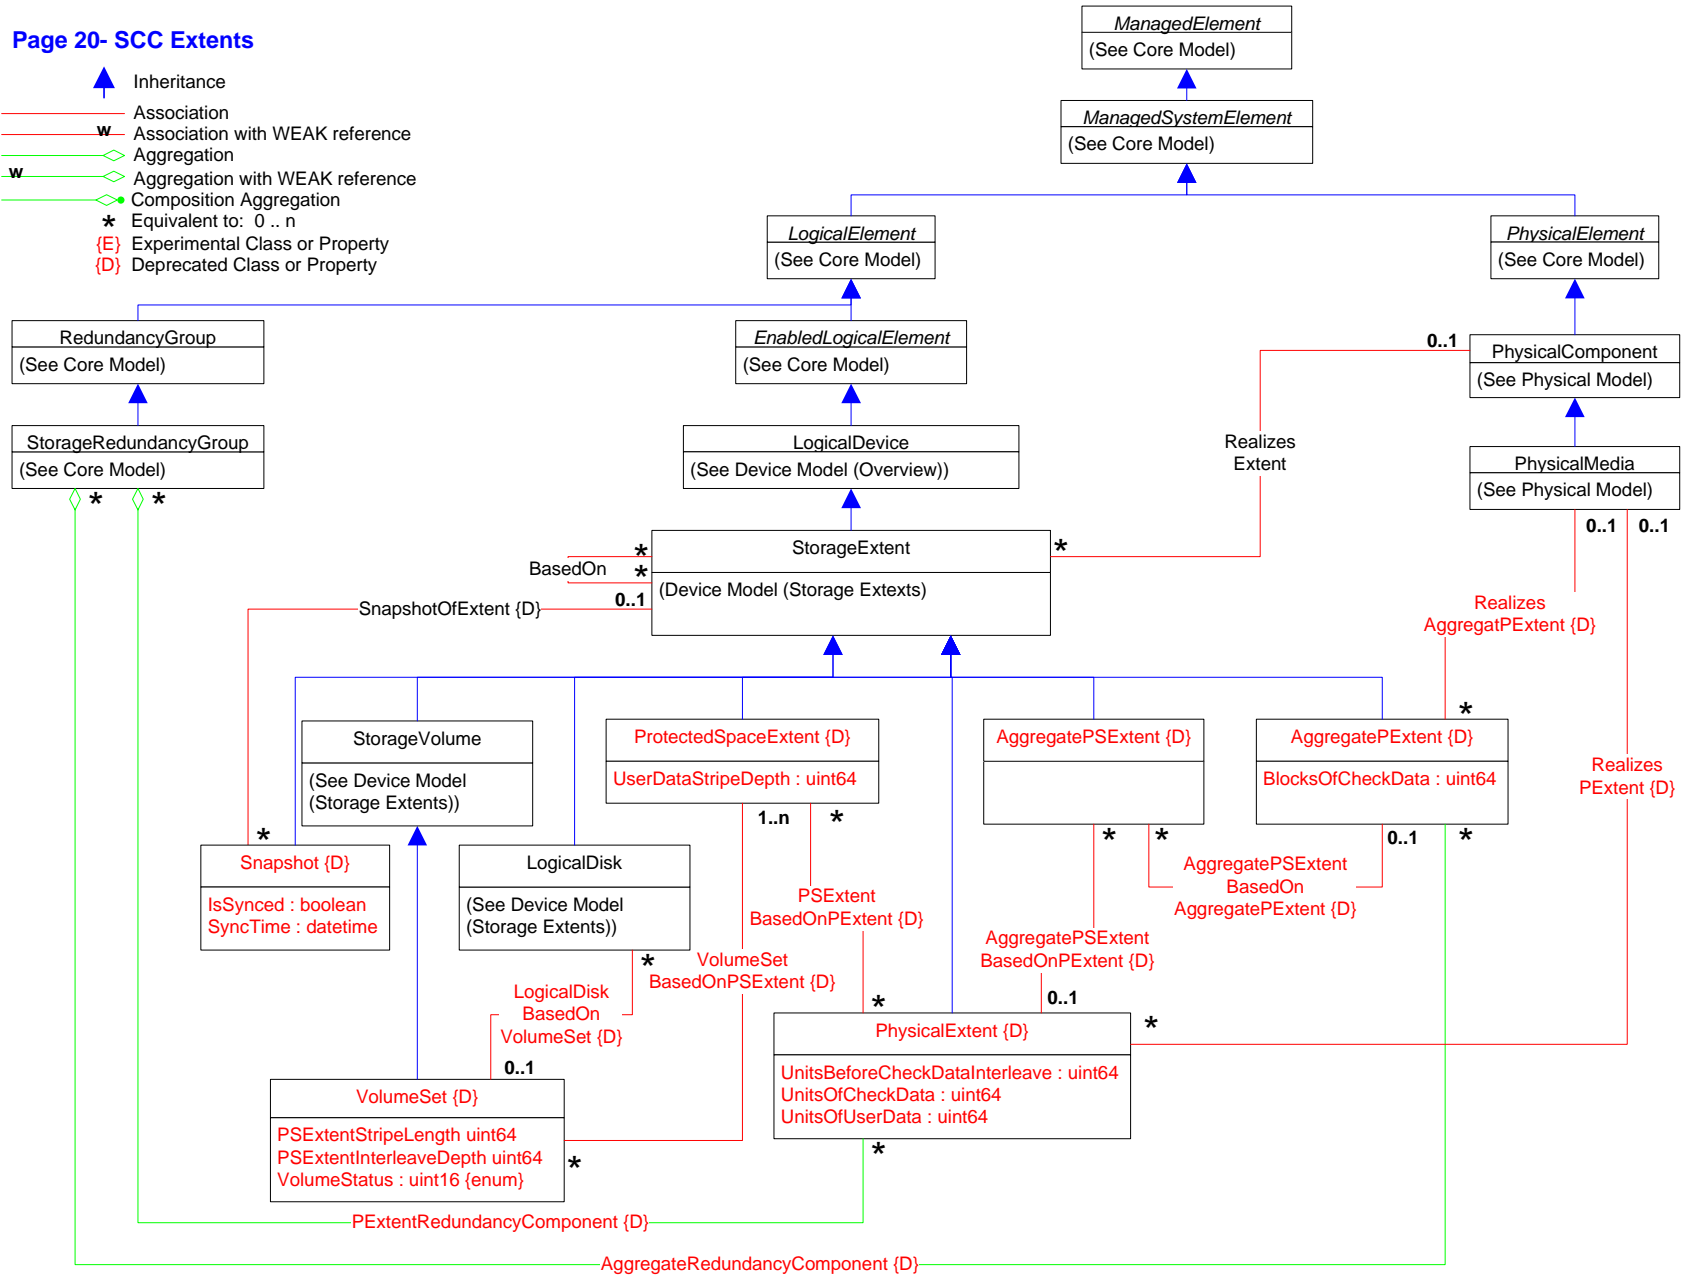 Page 20- SCC Extents
Inheritance
Association
w
Association with WEAK reference
Aggregation
w
Aggregation with WEAK reference
Composition Aggregation
* Equivalent to: 0 .. n
{E} Experimental Class or Property
{D} Deprecated Class or Property
ManagedElement
(See Core Model)
ManagedSystemElement
(See Core Model)
LogicalElement
(See Core Model)
PhysicalElement
(See Core Model)
RedundancyGroup
(See Core Model)
EnabledLogicalElement
(See Core Model)
0..1
PhysicalComponent
(See Physical Model)
StorageRedundancyGroup
(See Core Model)
* *
LogicalDevice
(See Device Model (Overview))
Realizes
Extent
PhysicalMedia
(See Physical Model)
0..1 0..1
StorageExtent
(Device Model (Storage Extexts)
*
BasedOn
*
*
SnapshotOfExtent {D}
0..1
Realizes
AggregatPExtent {D}
*
StorageVolume
(See Device Model
(Storage Extents))
ProtectedSpaceExtent {D}
UserDataStripeDepth : uint64
1..n *
AggregatePSExtent {D}
* *
AggregatePExtent {D}
BlocksOfCheckData : uint64
0..1 *
Realizes
PExtent {D}
*
Snapshot {D}
IsSynced : boolean
SyncTime : datetime
LogicalDisk
(See Device Model
(Storage Extents))
*
PSExtent
BasedOnPExtent {D}
AggregatePSExtent
BasedOn
AggregatePExtent {D}
VolumeSet
BasedOnPSExtent {D}
AggregatePSExtent
BasedOnPExtent {D}
LogicalDisk
BasedOn
VolumeSet {D}
0..1
*
0..1
*
PhysicalExtent {D}
UnitsBeforeCheckDataInterleave : uint64
UnitsOfCheckData : uint64
UnitsOfUserData : uint64
*
VolumeSet {D}
PSExtentStripeLength uint64
PSExtentInterleaveDepth uint64
VolumeStatus : uint16 {enum}
*
PExtentRedundancyComponent {D}
AggregateRedundancyComponent {D}